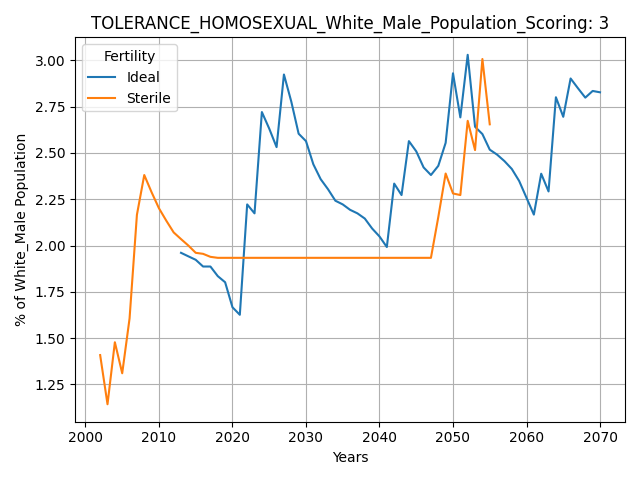 TOLERANCE_HOMOSEXUAL_White_Male_Population_Scoring: 3
Fertility
Ideal
Sterile
% of White_Male Population
3.00
2.75
2.50
2.25
2.00
1.75
1.50
1.25
2000 2010 2020 2030 2040 2050 2060 2070
Years